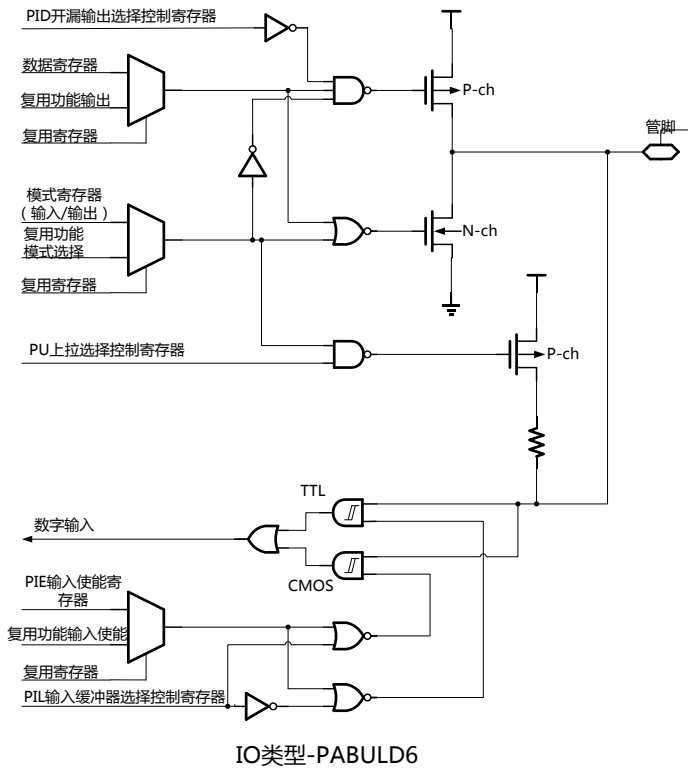 PID开漏输出选择控制寄存器
数据寄存器
复用功能输出
复用寄存器
P-ch
管脚
模式寄存器
（输入/输出）
复用功能
模式选择
复用寄存器
N-ch
PU上拉选择控制寄存器
P-ch
TTL
数字输入
CMOS
PIE输入使能寄
存器
复用功能输入使能
复用寄存器
PIL输入缓冲器选择控制寄存器
IO类型-PABULD6